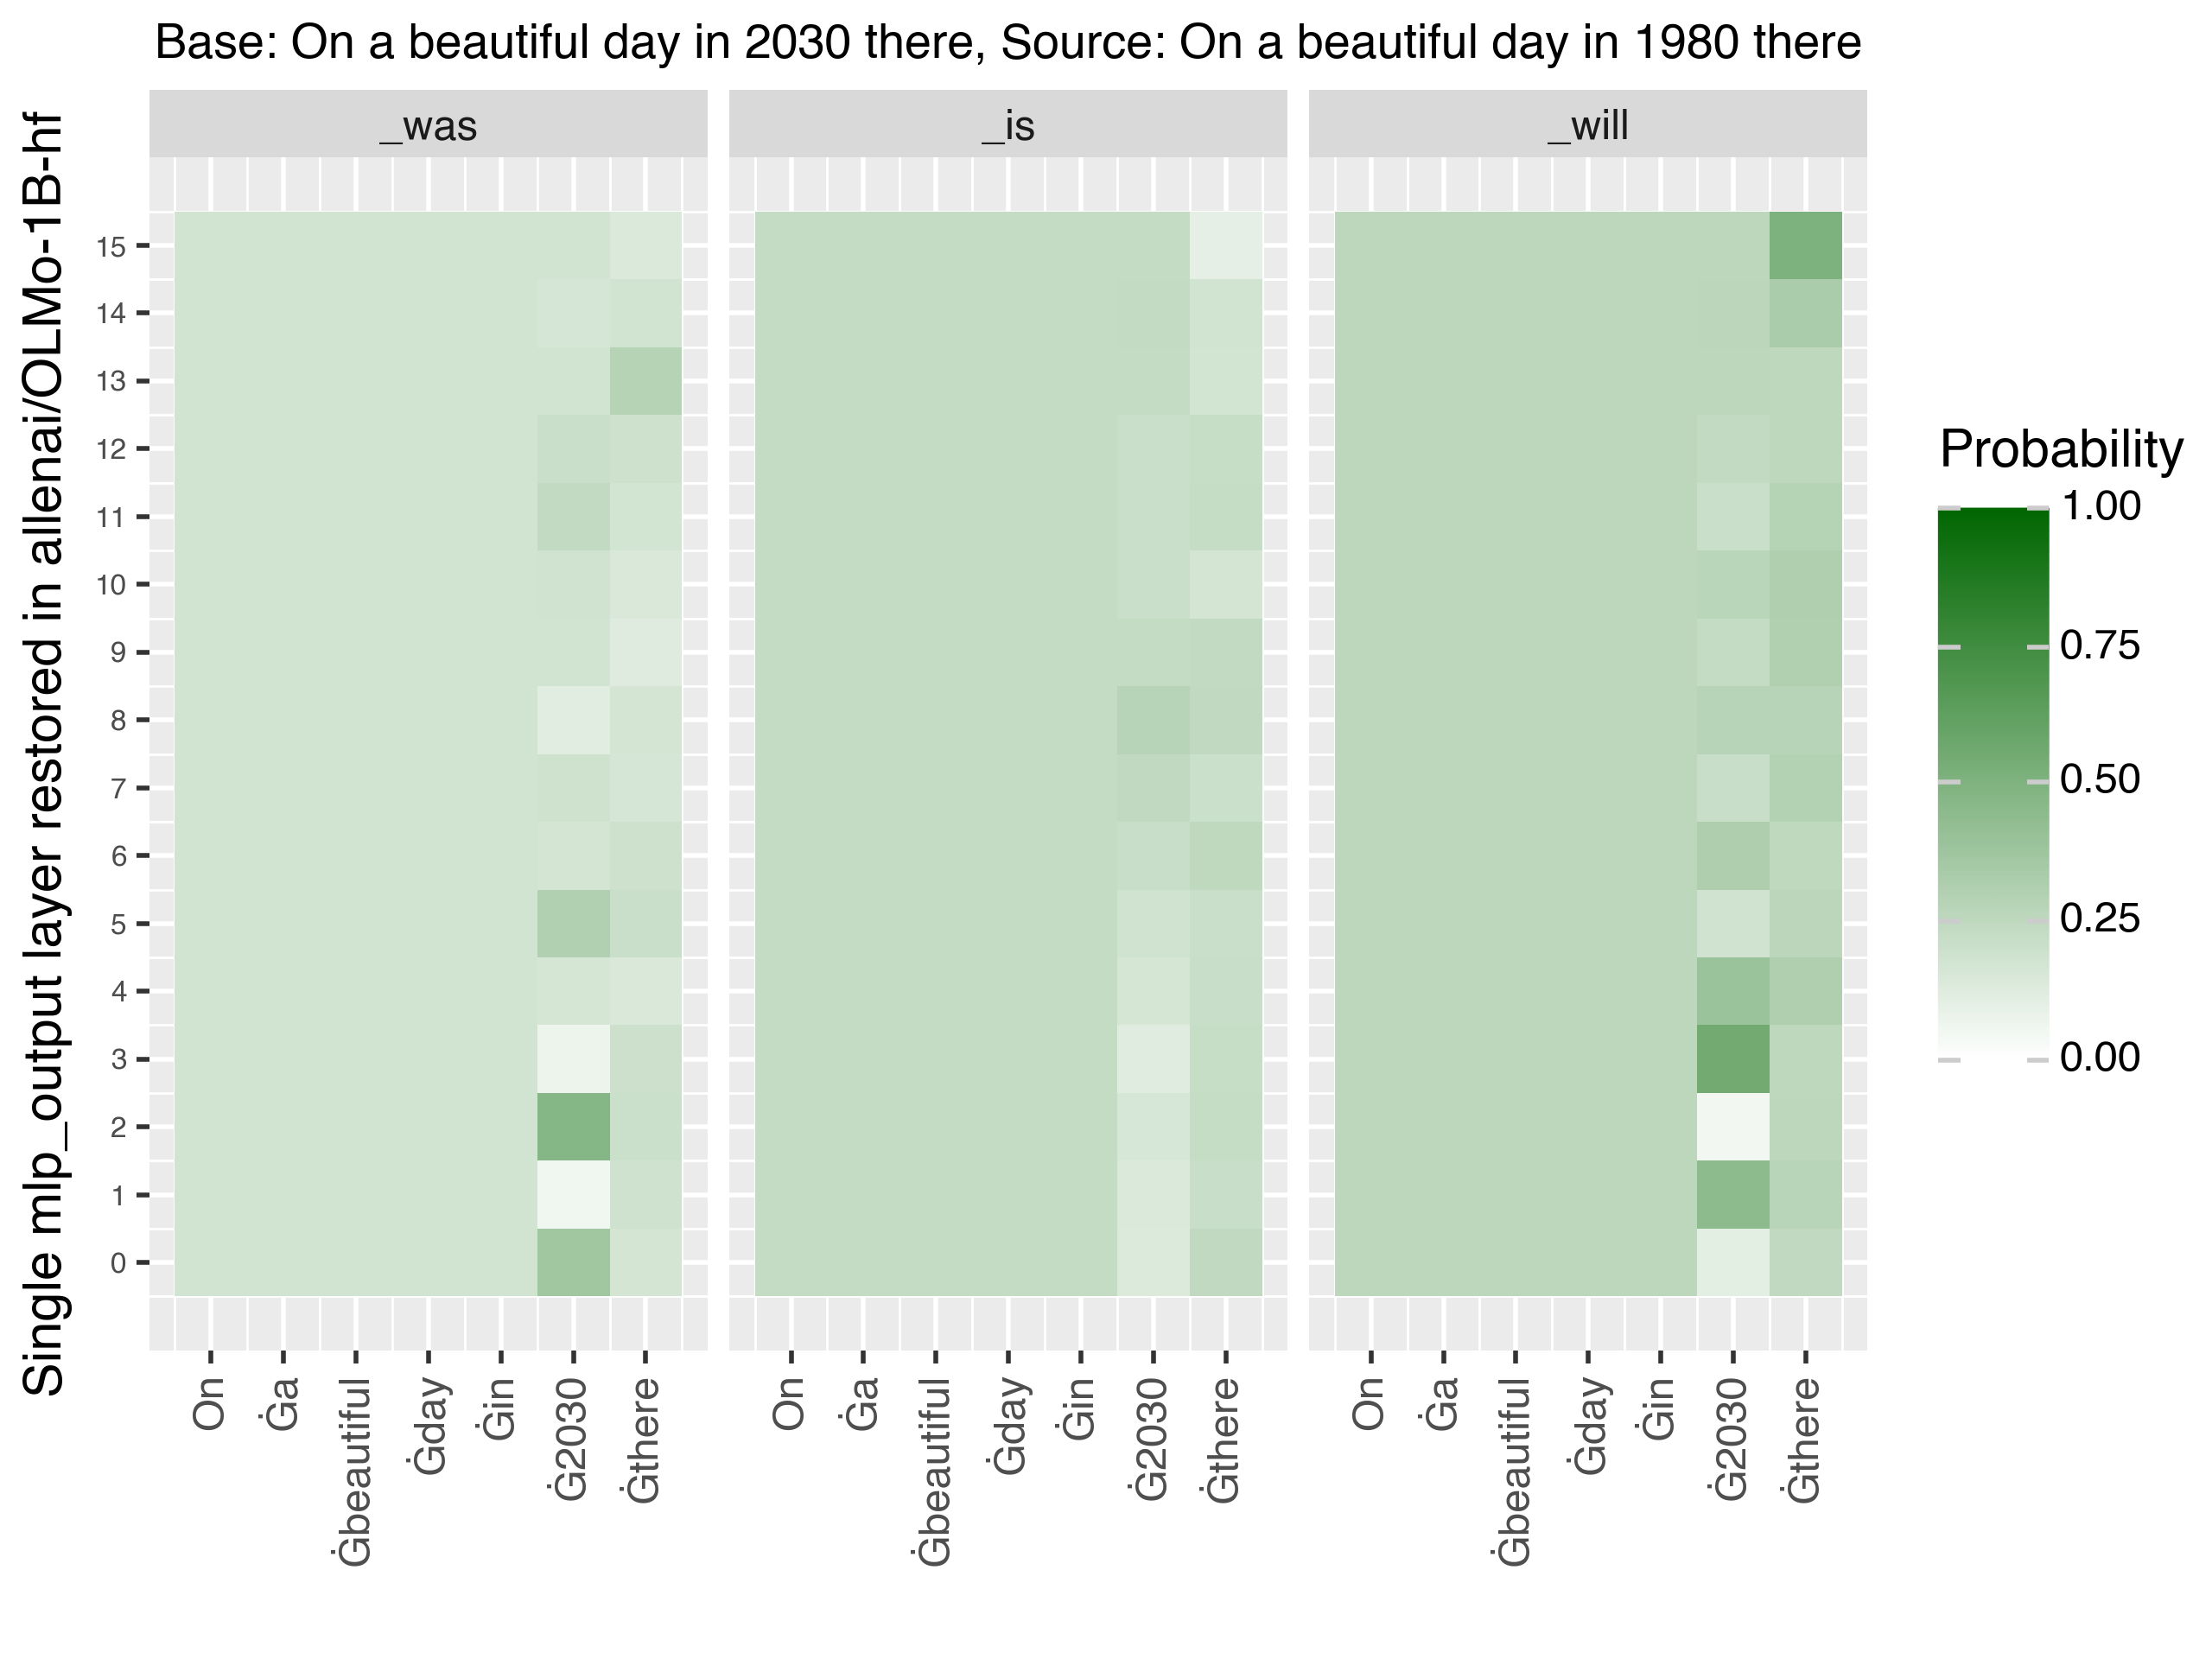 Base: On a beautiful day in 2030 there, Source: On a beautiful day in 1980 there
Single mlp_output layer restored in allenai/OLMo-1B-hf
_was
_is
_will
15
14
13
12
11
10
9
8
7
6
5
4
3
2
1
0
On
Ġa
Ġbeautiful
Ġday
Ġin
Ġ2030
Ġthere
On
Ġa
Ġbeautiful
Ġday
Ġin
Ġ2030
Ġthere
On
Ġa
Ġbeautiful
Ġday
Ġin
Ġ2030
Ġthere
Probability
1.00
0.75
0.50
0.25
0.00